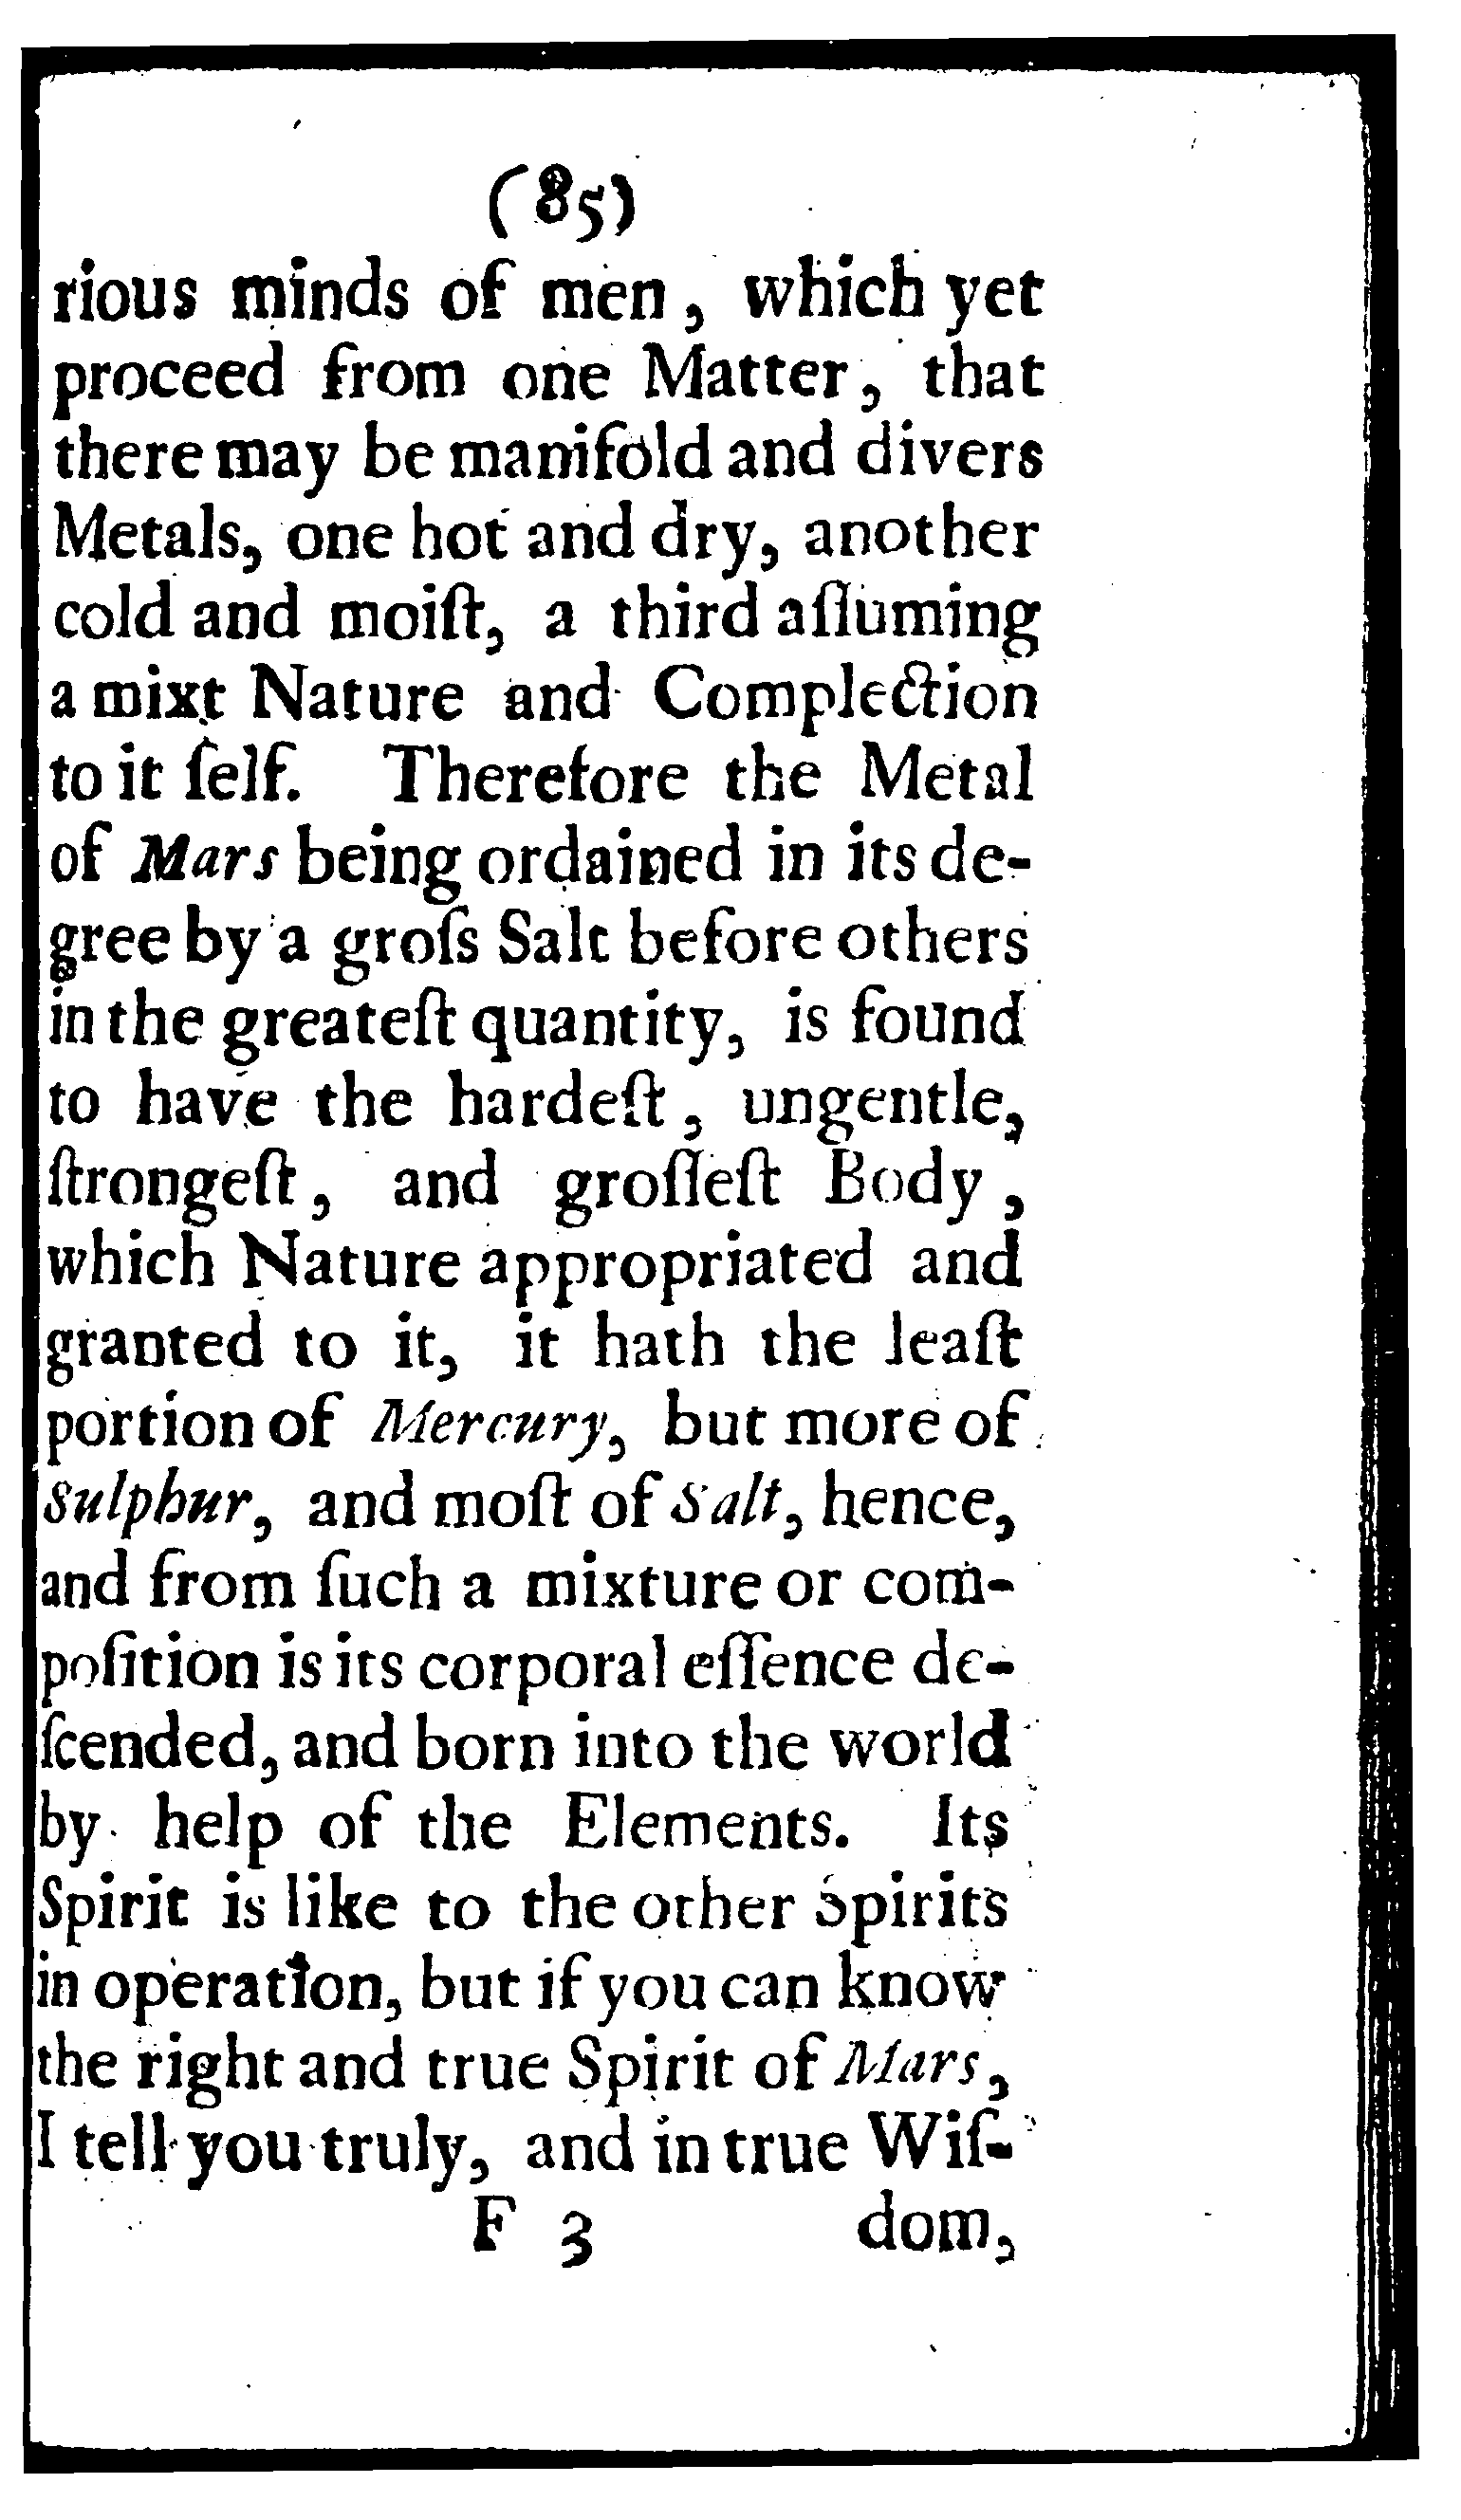 (85)
rious minds of men, which yet
proceed from one Matter, that
there may be manifold and divers
Metals, one hot and dry, another
cold and moiſt, a third aſſuming
a mixt Nature and Complection
to it ſelf. Therefore the Metal
of Mars being ordained in its de-
gree by a groſs Salt before others
in the greateſt quantity, is found
to have the hardeſt, ungentle,
ſtrongeſt, and groſſeſt Body,
which Nature appropriated and
granted to it, it hath the leaſt
portion of Mercury, but more of
Sulphur, and moſt of Salt, hence,
and from ſuch a mixture or com-
poſition is its corporal eſſence de-
ſcended, and born into the world
by help of the Elements. Its
Spirit is like to the other Spirits
in operation, but if you can know
the right and true Spirit of Mars,
I tell you truly, and in true Wiſ-
F 3 dom,